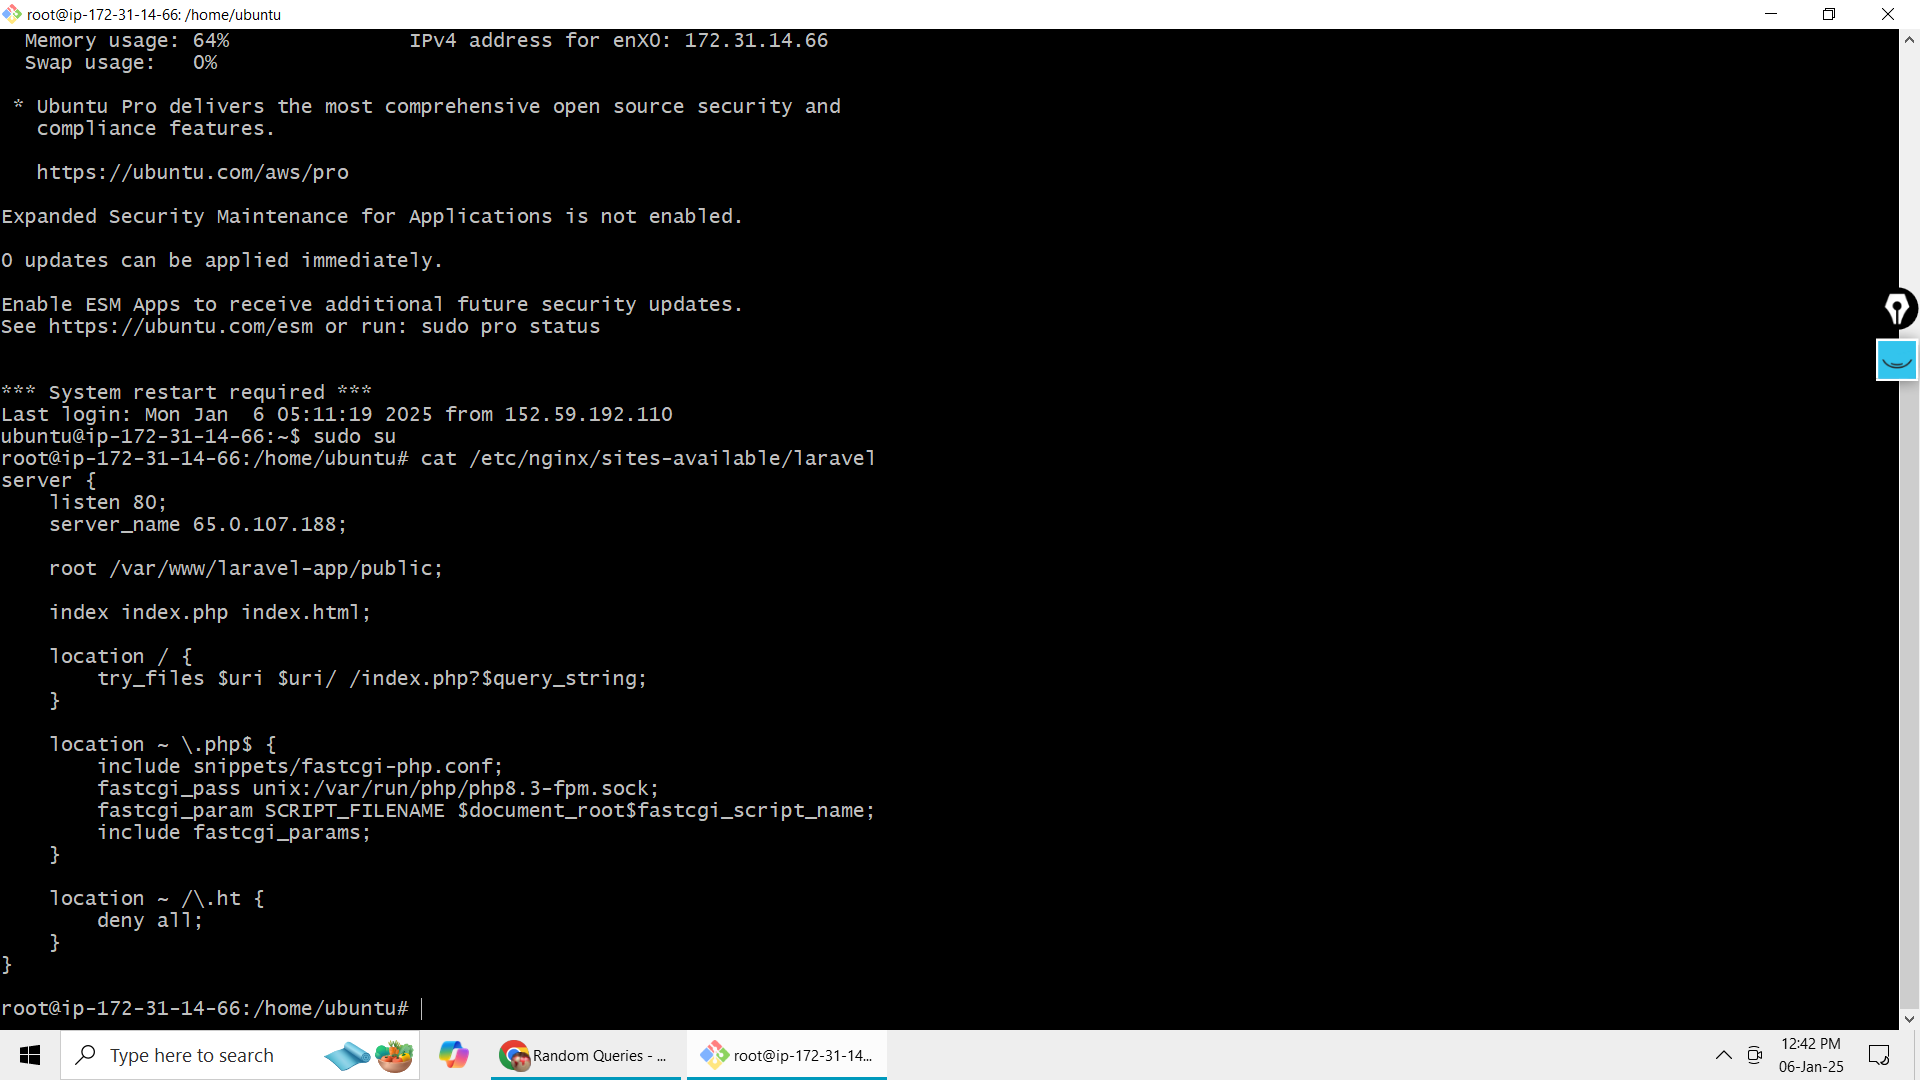 root@ip-172-31-14-66: /home/ubuntu
Memory usage: 64% IPv4 address for enX0: 172.31.14.66
Swap usage: 0%
* Ubuntu Pro delivers the most comprehensive open source security and
compliance features.
https://ubuntu.com/aws/pro
Expanded Security Maintenance for Applications is not enabled.
0 updates can be applied immediately.
Enable ESM Apps to receive additional future security updates.
See https://ubuntu.com/esm or run: sudo pro status
*** System restart required ***
Last login: Mon Jan  6 05:11:19 2025 from 152.59.192.110
ubuntu@ip-172-31-14-66:~$ sudo su
root@ip-172-31-14-66:/home/ubuntu# cat /etc/nginx/sites-available/laravel
server {
    listen 80;
    server_name 65.0.107.188;
    root /var/www/laravel-app/public;
    index index.php index.html;
    location / {
        try_files $uri $uri/ /index.php?$query_string;
    }
    location ~ \.php$ {
        include snippets/fastcgi-php.conf;
        fastcgi_pass unix:/var/run/php/php8.3-fpm.sock;
        fastcgi_param SCRIPT_FILENAME $document_root$fastcgi_script_name;
        include fastcgi_params;
    }
    location ~ /\.ht {
        deny all;
    }
}
root@ip-172-31-14-66:/home/ubuntu#
Type here to search
Random Queries - ...
root@ip-172-31-14...
12:42 PM
06-Jan-25